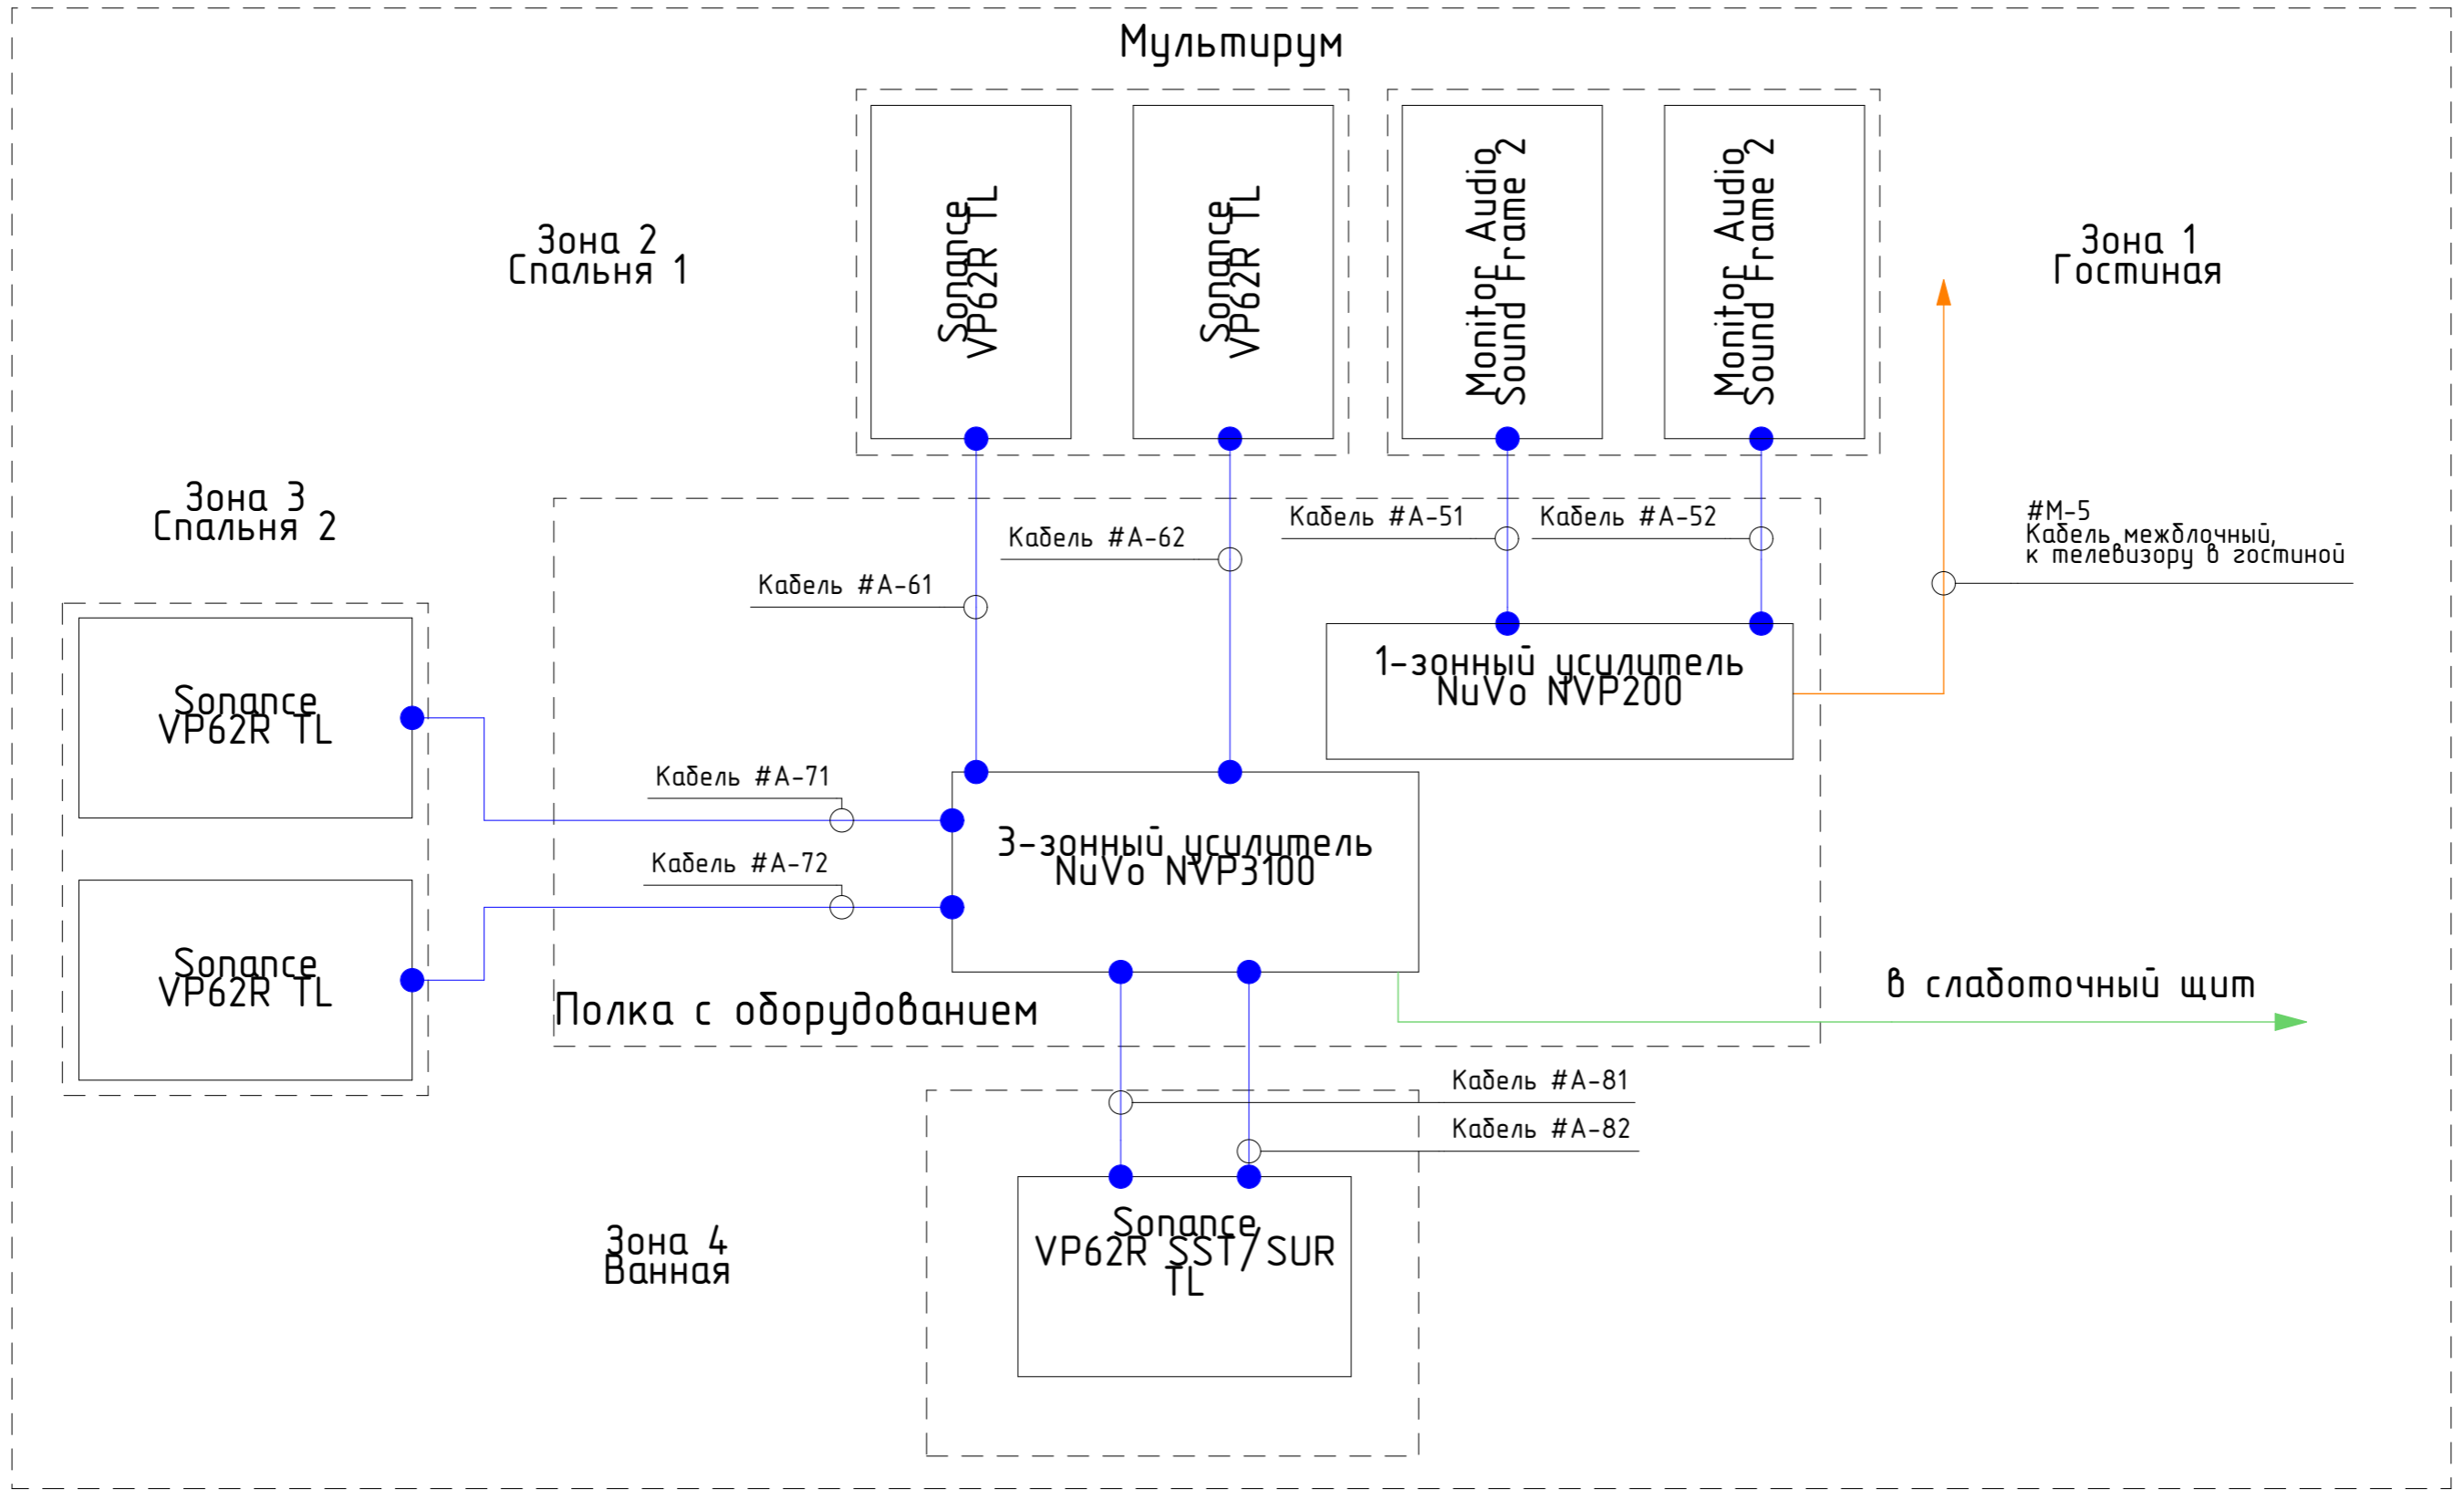 Мультирум
Зона 2
Спальня 1
Sonance
VP62R TL
Sonance
VP62R TL
Monitor Audio
Sound Frame 2
Monitor Audio
Sound Frame 2
Зона 1
Гостиная
Зона 3
Спальня 2
Кабель #А-61
Кабель #А-62
Кабель #А-51
Кабель #А-52
#М-5
Кабель межблочный,
к телевизору в гостиной
1-зонный усилитель
NuVo NVP200
Sonance
VP62R TL
Кабель #А-71
Кабель #А-72
3-зонный усилитель
NuVo NVP3100
Sonance
VP62R TL
Полка с оборудованием
в слаботочный щит
Кабель #А-81
Кабель #А-82
Зона 4
Ванная
Sonance
VP62R SST/SUR
TL